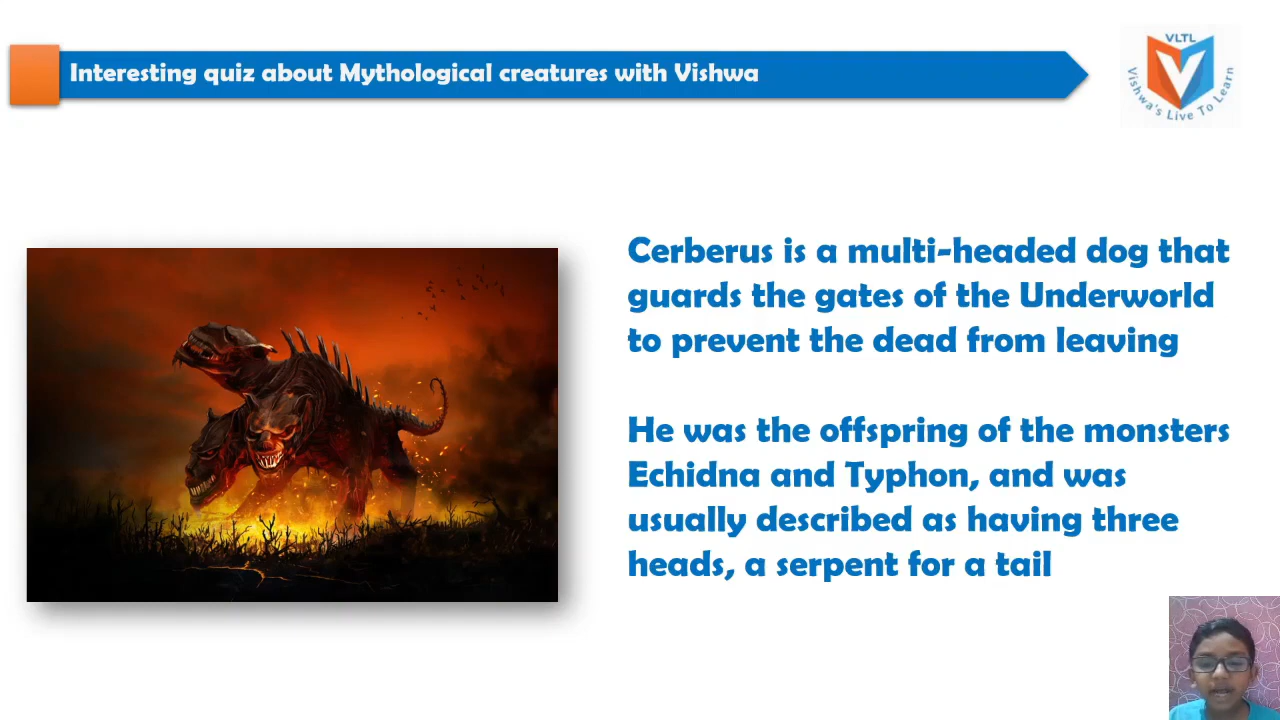 Interesting quiz about Mythological creatures with Vishwa
VLTL
Vishwa's Live To Learn
Cerberus is a multi-headed dog that
guards the gates of the Underworld
to prevent the dead from leaving
He was the offspring of the monsters
Echidna and Typhon, and was
usually described as having three
heads, a serpent for a tail